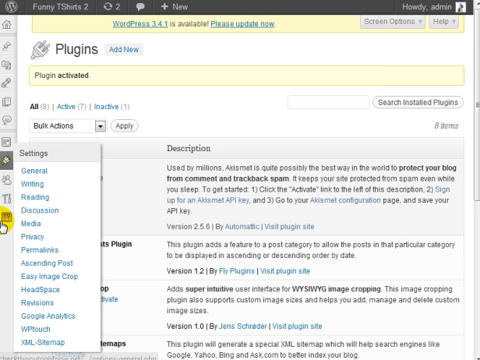 Funny TShirts 2 2 + New Howdy, admin
WordPress 3.4.1 is available! Please update now.
Screen Options Help
Plugins Add New
Plugin activated.
All (8) | Active (7) | Inactive (1)
Search Installed Plugins
Bulk Actions Apply 8 items
Description
Settings
General
Writing
Reading
Discussion
Media
Privacy
Permalinks
Ascending Post
Easy Image Crop
HeadSpace
Revisions
Google Analytics
WPtouch
XML-Sitemap
Used by millions, Akismet is quite possibly the best way in the world to protect your blog
from comment and trackback spam. It keeps your site protected from spam even while
you sleep. To get started: 1) Click the "Activate" link to the left of this description, 2) Sign
up for an Akismet API key, and 3) Go to your Akismet configuration page, and save your
API key.
Version 2.5.6 | By Automattic | Visit plugin site
ts Plugin
This plugin adds a feature to a post category to allow the posts in that particular category
to be displayed in ascending or descending order by date.
Version 1.2 | By Fly Plugins | Visit plugin site
op
vate
Adds super intuitive user interface for WYSIWYG image cropping. This image cropping
plugin also supports custom image sizes and helps you add, manage and delete custom
image sizes.
Version 1.0 | By Jens Schrader | Visit plugin site
temaps
This plugin will generate a special XML sitemap which will help search engines like
Google, Yahoo, Bing and Ask.com to better index your blog.